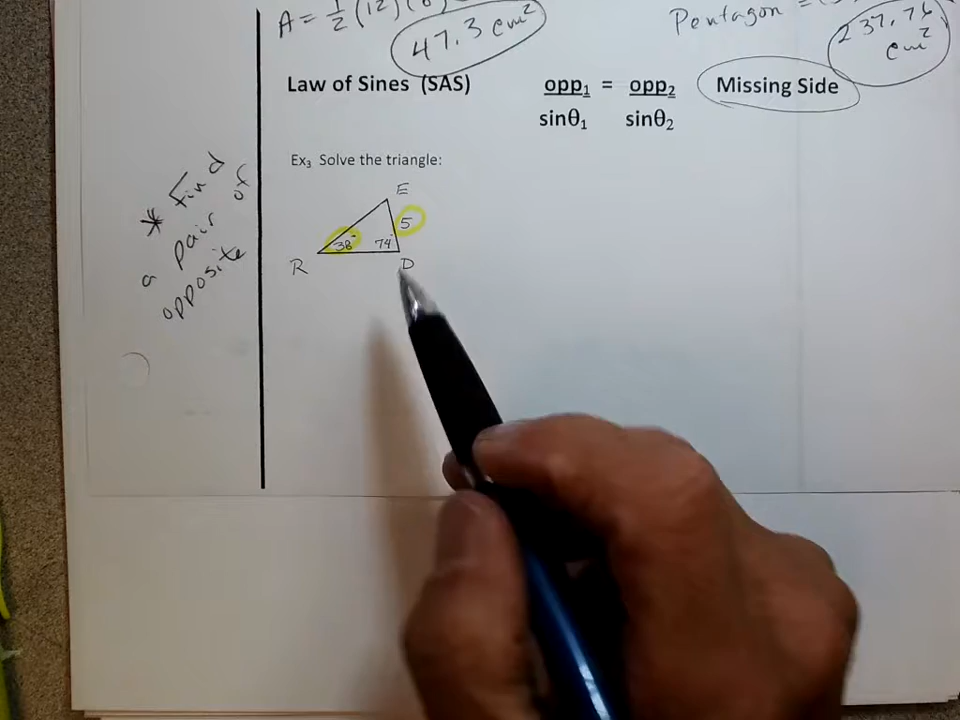 A = 1/2 (12)(8)
47.3 cm²
Pentagon =
237.76 cm²
Law of Sines (SAS)
opp₁ = opp₂
sinθ₁ sinθ₂
Missing Side
* Find
a pair of
opposite
Ex₃ Solve the triangle:
E
5
38° 74°
R D